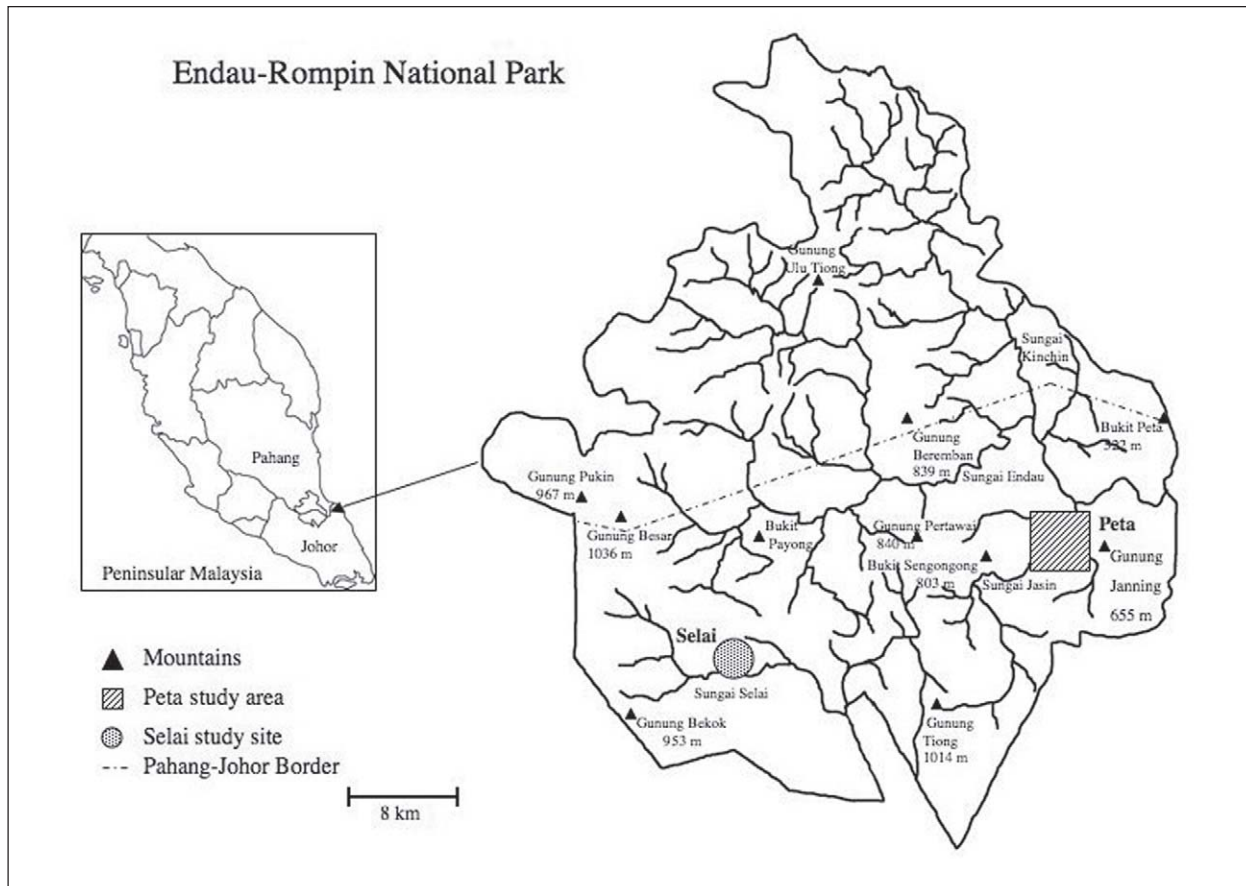 Endau-Rompin National Park
Gunung
Ulu Tiong
Sungai
Kinchin
Pahang
Johor
Peninsular Malaysia
Bukit Peta
322 m
Gunung
Beremban
839 m
Sungai Endau
Gunung Pukin
967 m
Gunung Besar
1036 m
Bukit
Payong
Gunung Pertawai
840 m
Bukit Sengongong
803 m
Sungai Jasin
Peta
Gunung
Janning
655 m
Selai
Sungai Selai
Gunung Bekok
953 m
Gunung
Tiong
1014 m
Mountains
Peta study area
Selai study site
Pahang-Johor Border
8 km